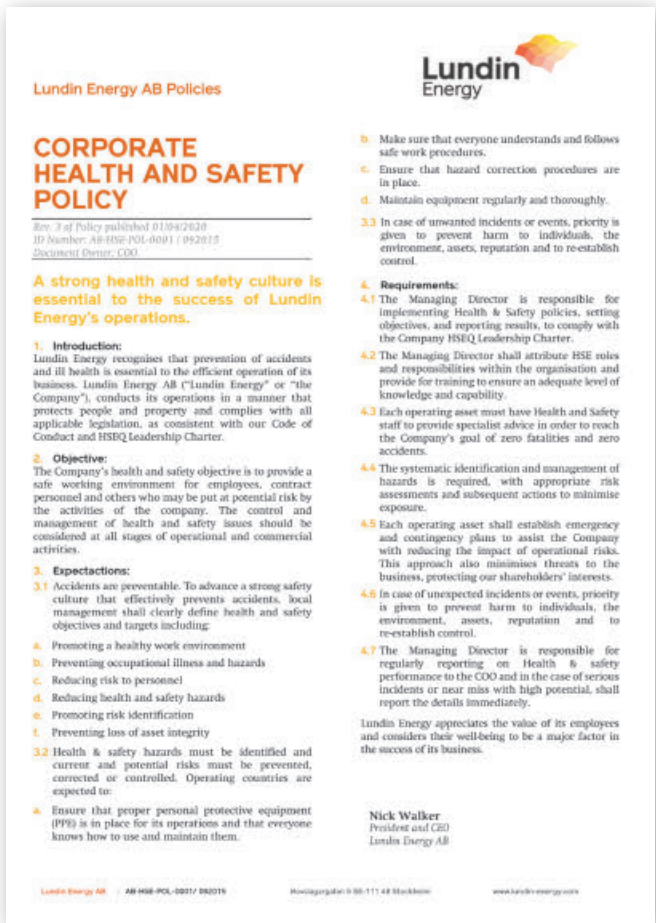 Lundin Energy AB Policies
Lundin
Energy
CORPORATE
HEALTH AND SAFETY
POLICY
Rev. 3 of Policy published 01/04/2020
ID Number: AB-HSE-POL-0001 / 092015
Document Owner: COO
A strong health and safety culture is
essential to the success of Lundin
Energy's operations.
1. Introduction:
Lundin Energy recognises that prevention of accidents
and ill health is essential to the efficient operation of its
business. Lundin Energy AB ("Lundin Energy" or "the
Company"), conducts its operations in a manner that
protects people and property and complies with all
applicable legislation, as consistent with our Code of
Conduct and HSEQ Leadership Charter.
2. Objective:
The Company's health and safety objective is to provide a
safe working environment for employees, contract
personnel and others who may be put at potential risk by
the activities of the company. The control and
management of health and safety issues should be
considered at all stages of operational and commercial
activities.
3. Expectactions:
3.1 Accidents are preventable. To advance a strong safety
culture that effectively prevents accidents, local
management shall clearly define health and safety
objectives and targets including:
a. Promoting a healthy work environment
b. Preventing occupational illness and hazards
c. Reducing risk to personnel
d. Reducing health and safety hazards
e. Promoting risk identification
f. Preventing loss of asset integrity
3.2 Health & safety hazards must be identified and
current and potential risks must be prevented,
corrected or controlled. Operating countries are
expected to:
a. Ensure that proper personal protective equipment
(PPE) is in place for its operations and that everyone
knows how to use and maintain them.
b. Make sure that everyone understands and follows
safe work procedures.
c. Ensure that hazard correction procedures are
in place.
d. Maintain equipment regularly and thoroughly.
3.3 In case of unwanted incidents or events, priority is
given to prevent harm to individuals, the
environment, assets, reputation and to re-establish
control.
4. Requirements:
4.1 The Managing Director is responsible for
implementing Health & Safety policies, setting
objectives, and reporting results, to comply with
the Company HSEQ Leadership Charter.
4.2 The Managing Director shall attribute HSE roles
and responsibilities within the organisation and
provide for training to ensure an adequate level of
knowledge and capability.
4.3 Each operating asset must have Health and Safety
staff to provide specialist advice in order to reach
the Company's goal of zero fatalities and zero
accidents.
4.4 The systematic identification and management of
hazards is required, with appropriate risk
assessments and subsequent actions to minimise
exposure.
4.5 Each operating asset shall establish emergency
and contingency plans to assist the Company
with reducing the impact of operational risks.
This approach also minimises threats to the
business, protecting our shareholders' interests.
4.6 In case of unexpected incidents or events, priority
is given to prevent harm to individuals, the
environment, assets, reputation and to
re-establish control.
4.7 The Managing Director is responsible for
regularly reporting on Health & safety
performance to the COO and in the case of serious
incidents or near miss with high potential, shall
report the details immediately.
Lundin Energy appreciates the value of its employees
and considers their well-being to be a major factor in
the success of its business.
Nick Walker
President and CEO
Lundin Energy AB
Lundin Energy AB / AB-HSE-POL-0001/ 092015
Hovslagargatan 5 SE-111 48 Stockholm
www.lundin-energy.com